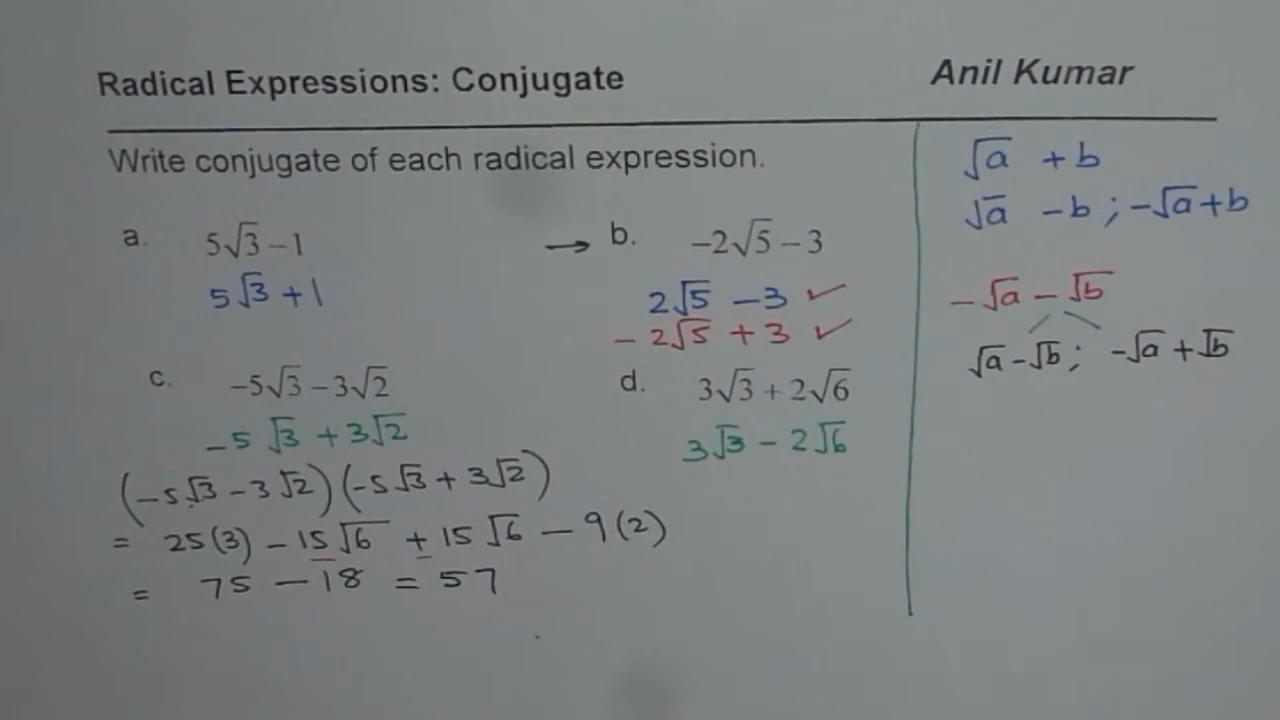 Radical Expressions: Conjugate
Anil Kumar
Write conjugate of each radical expression.
a. 5√3 − 1
5√3 + 1
→ b. −2√5 − 3
2√5 − 3 ✓
− 2√5 + 3 ✓
c. −5√3 − 3√2
−5√3 + 3√2
d. 3√3 + 2√6
3√3 − 2√6
(−5√3 − 3√2)(−5√3 + 3√2)
= 25(3) − 15√6 + 15√6 − 9(2)
= 75 − 18 = 57
√a + b
√a − b ; −√a + b
− √a − √b
√a − √b ; −√a + √b